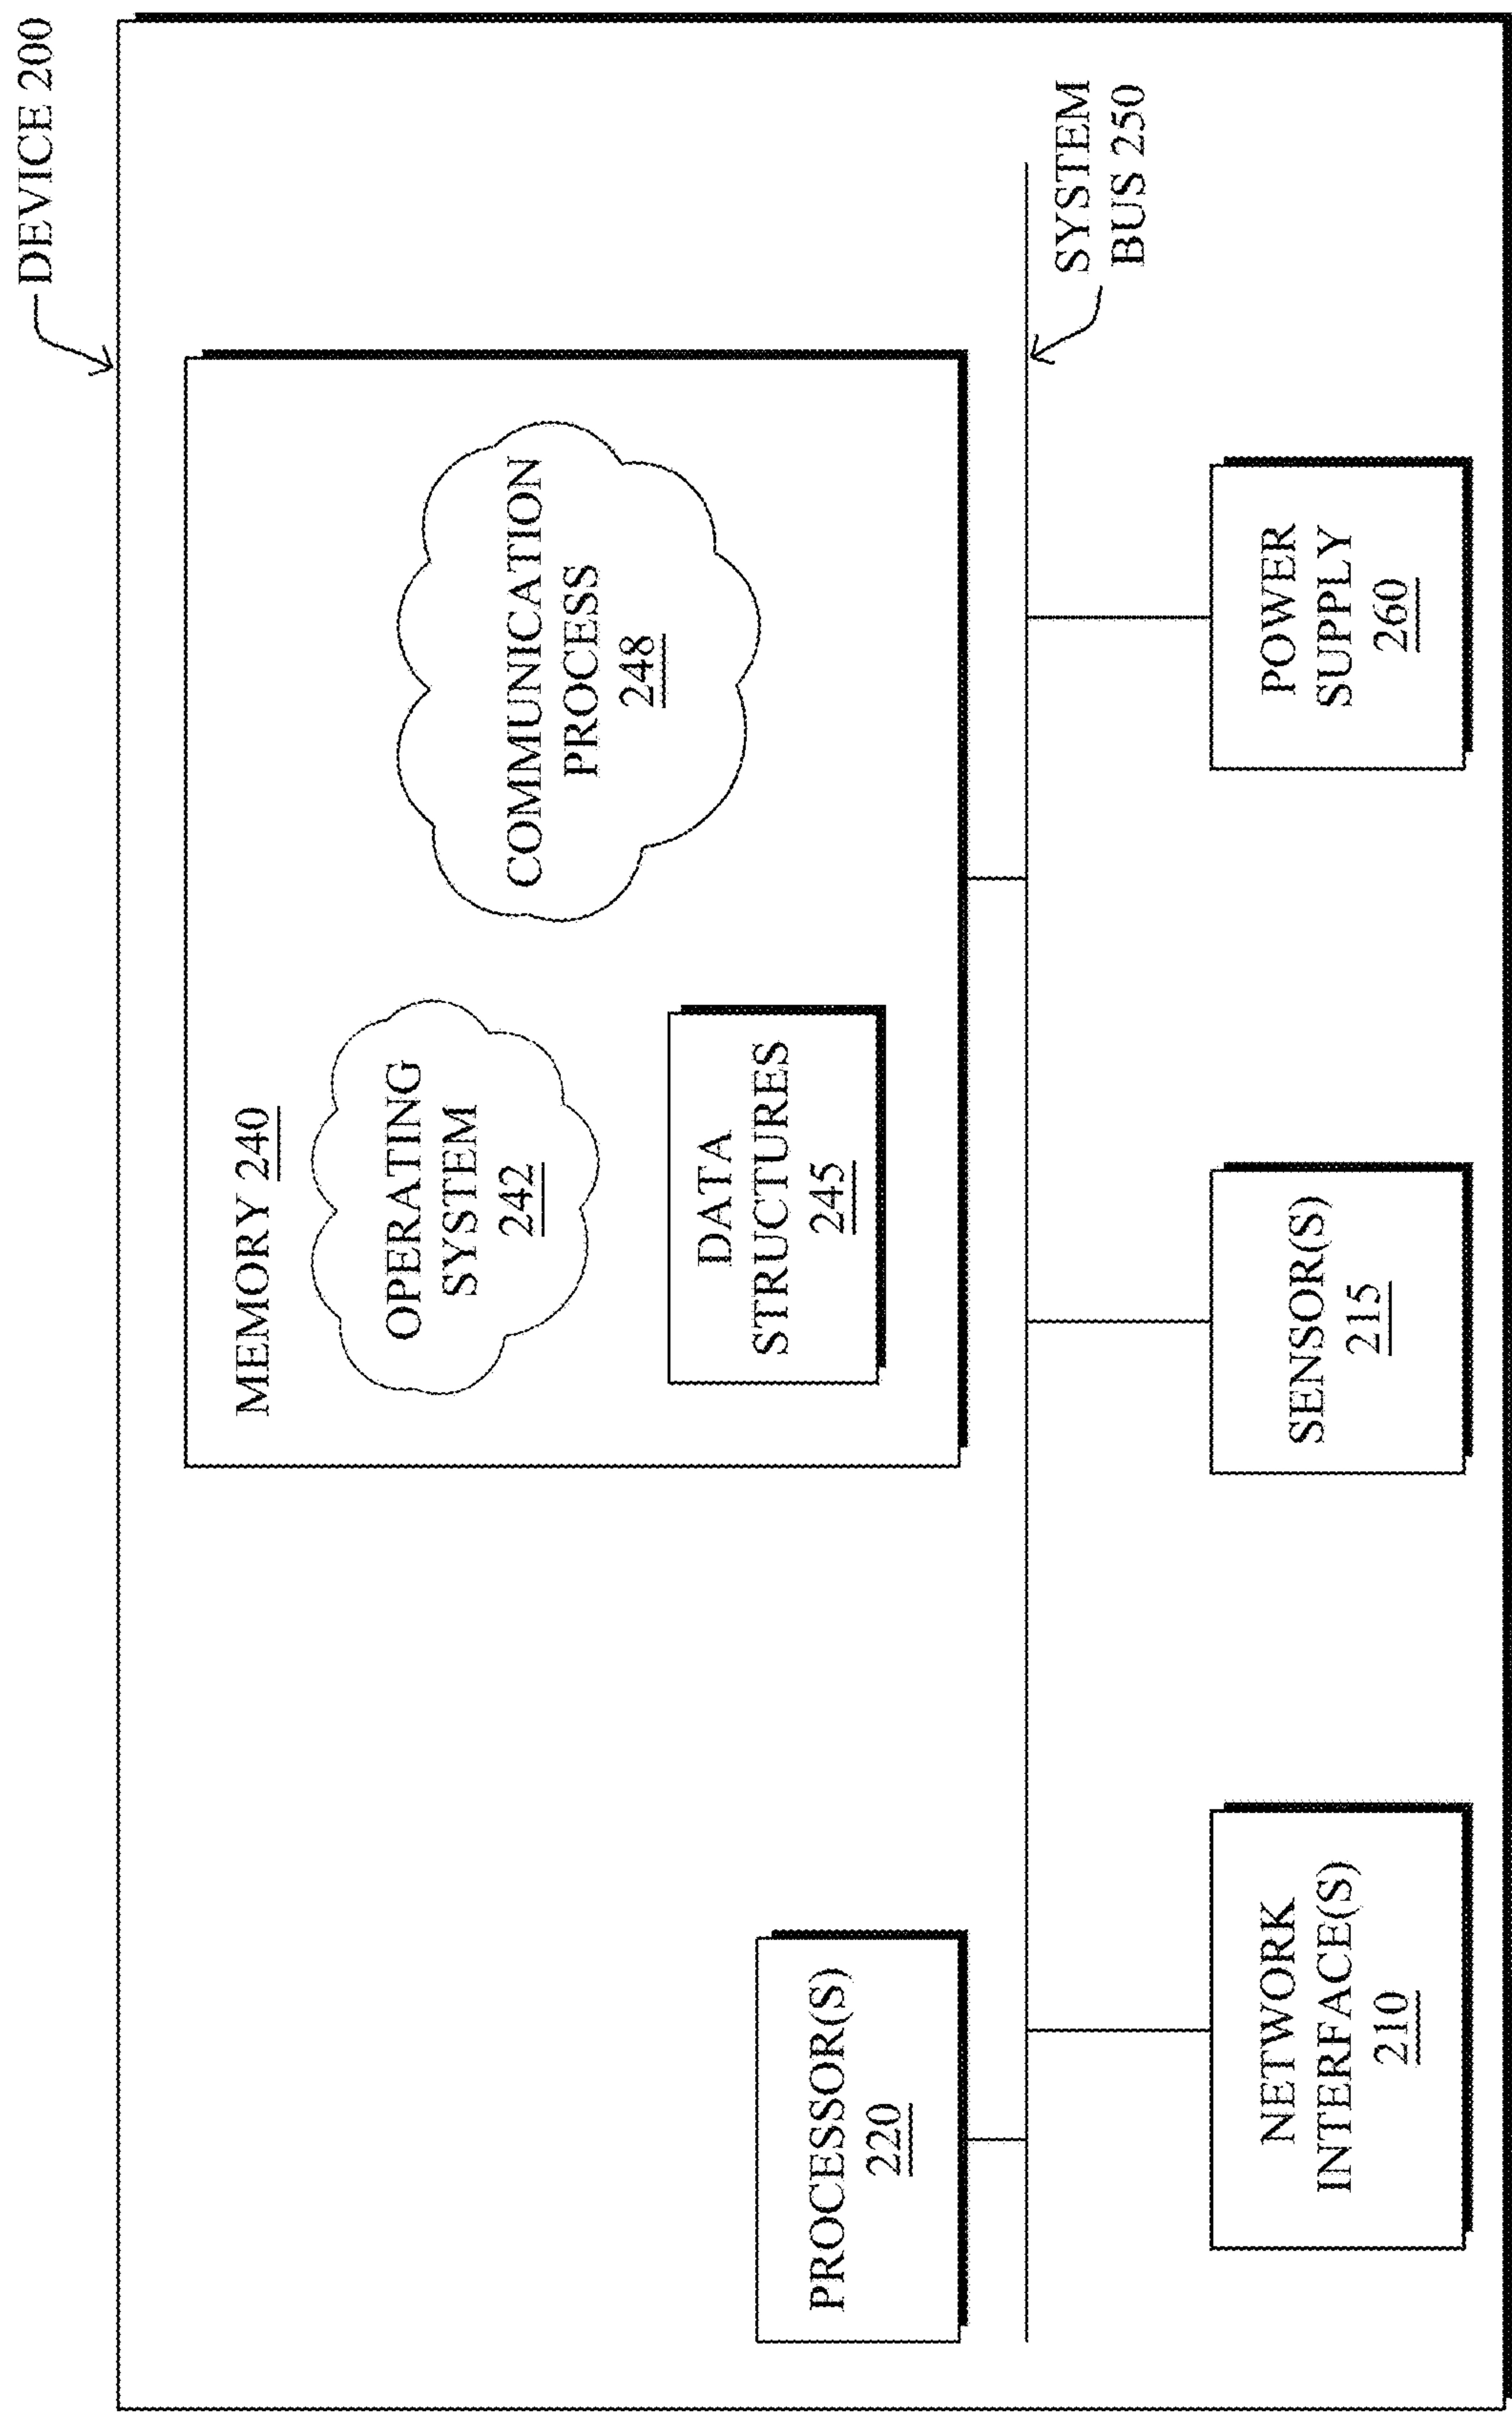 DEVICE 200
MEMORY 240
OPERATING
SYSTEM
242
COMMUNICATION
PROCESS
248
DATA
STRUCTURES
245
PROCESSOR(S)
220
SYSTEM
BUS 250
NETWORK
INTERFACE(S)
210
SENSOR(S)
215
POWER
SUPPLY
260